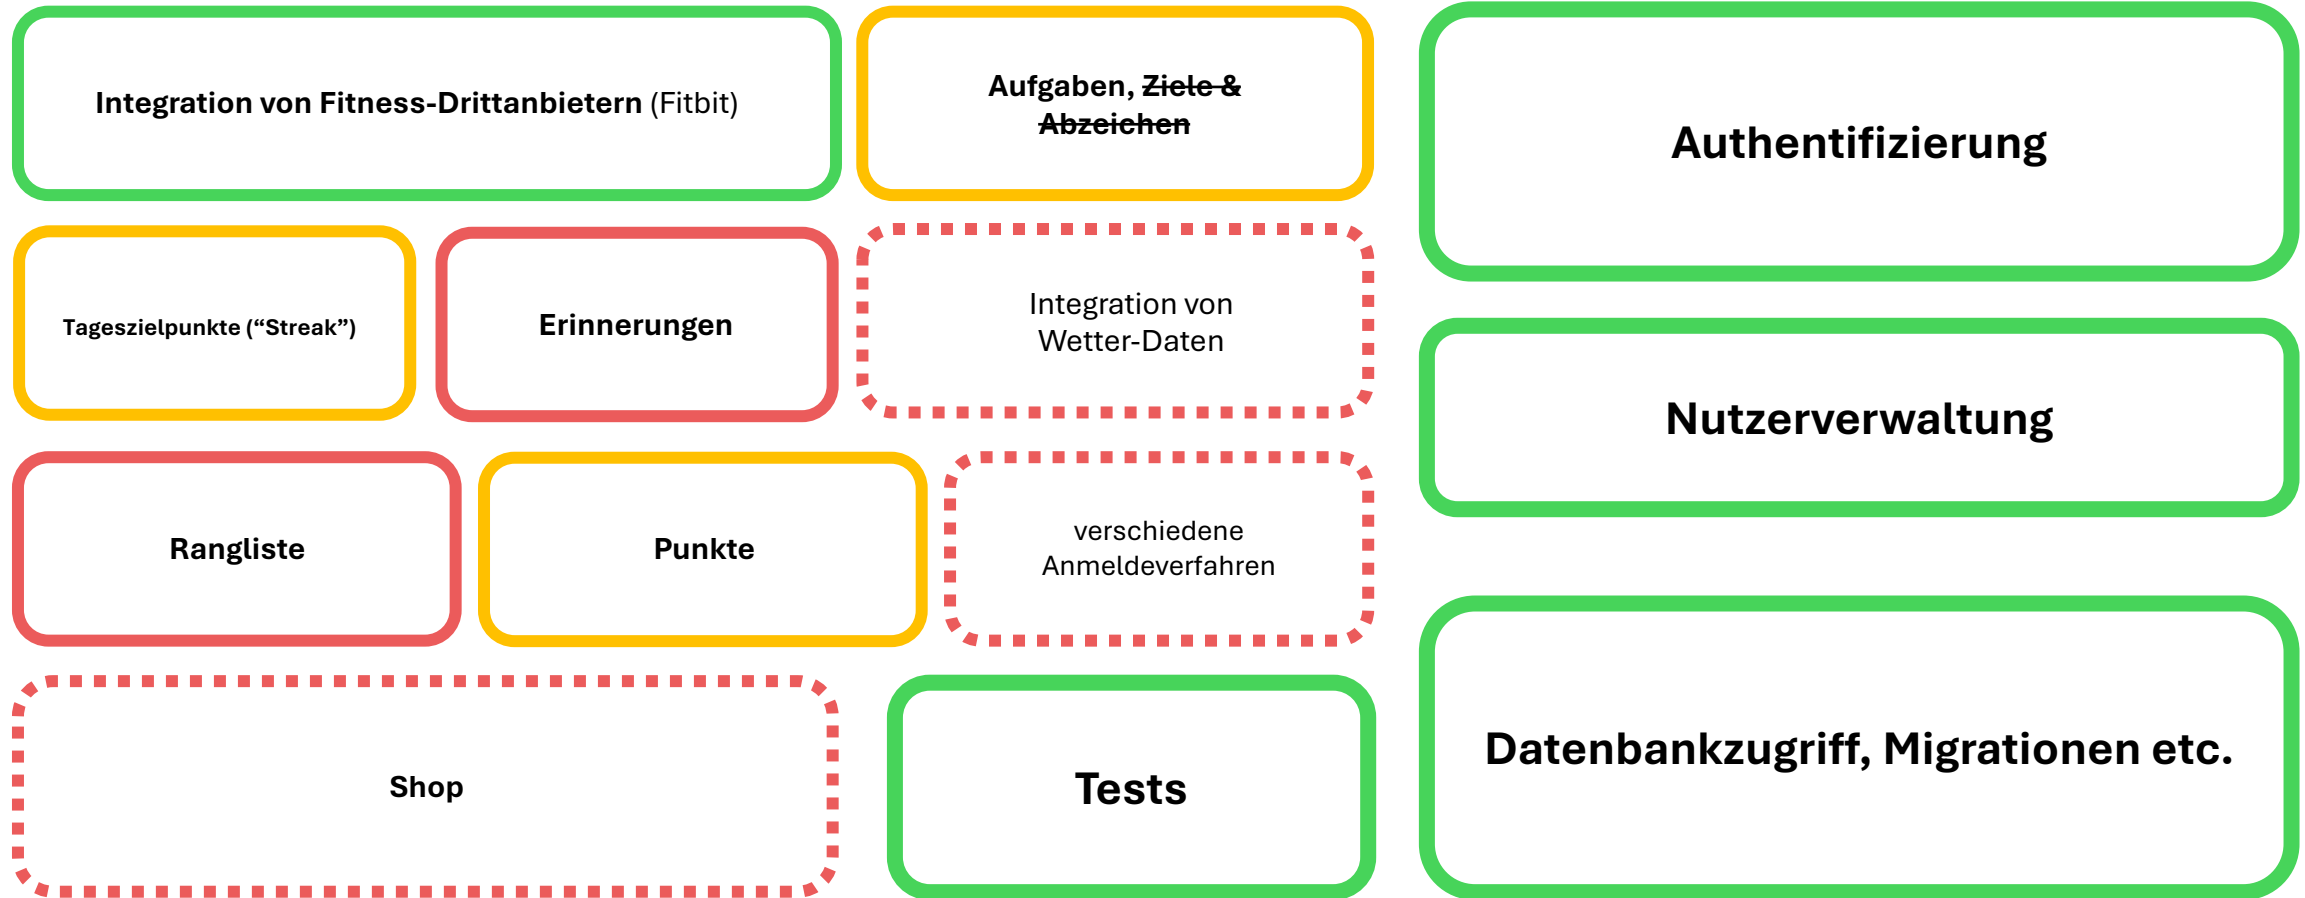 Integration von Fitness-Drittanbietern (Fitbit)
Aufgaben, Ziele &
Abzeichen
Authentifizierung
Tageszielpunkte (“Streak”)
Erinnerungen
Integration von
Wetter-Daten
Nutzerverwaltung
Rangliste
Punkte
verschiedene
Anmeldeverfahren
Shop
Tests
Datenbankzugriff, Migrationen etc.